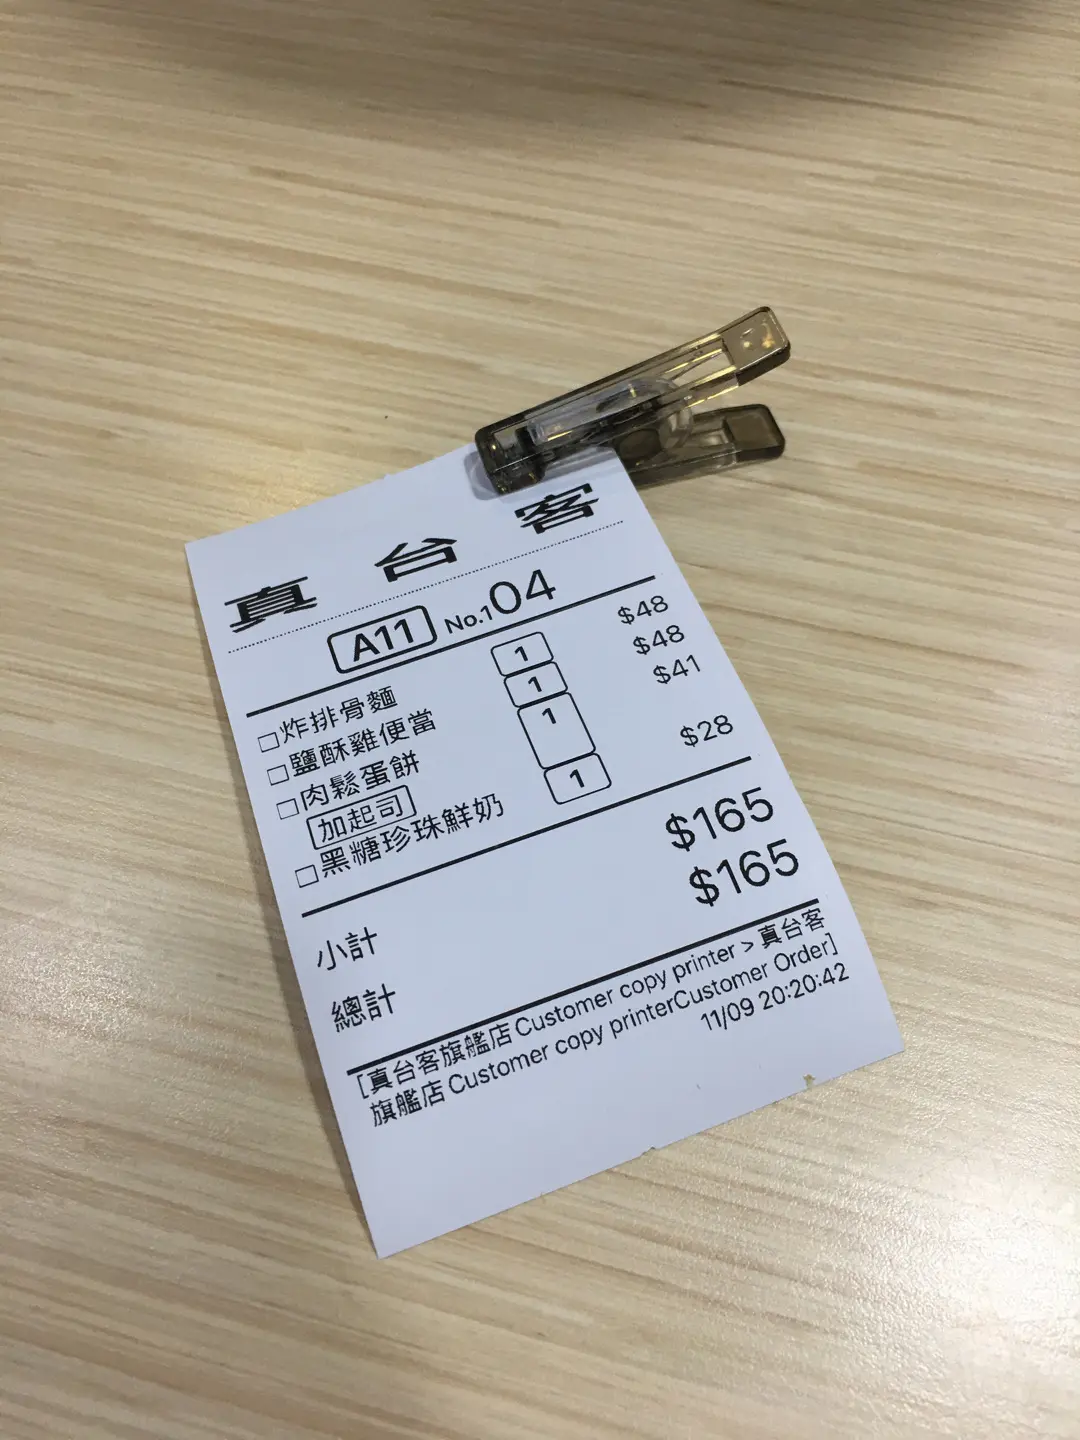 真台客
A11 No.104
□炸排骨麵 1 $48
□鹽酥雞便當 1 $48
□肉鬆蛋餅 1 $41
加起司
□黑糖珍珠鮮奶 1 $28
小計 $165
總計 $165
[真台客旗艦店 Customer copy printer > 真台客
旗艦店 Customer copy printerCustomer Order]
11/09 20:20:42